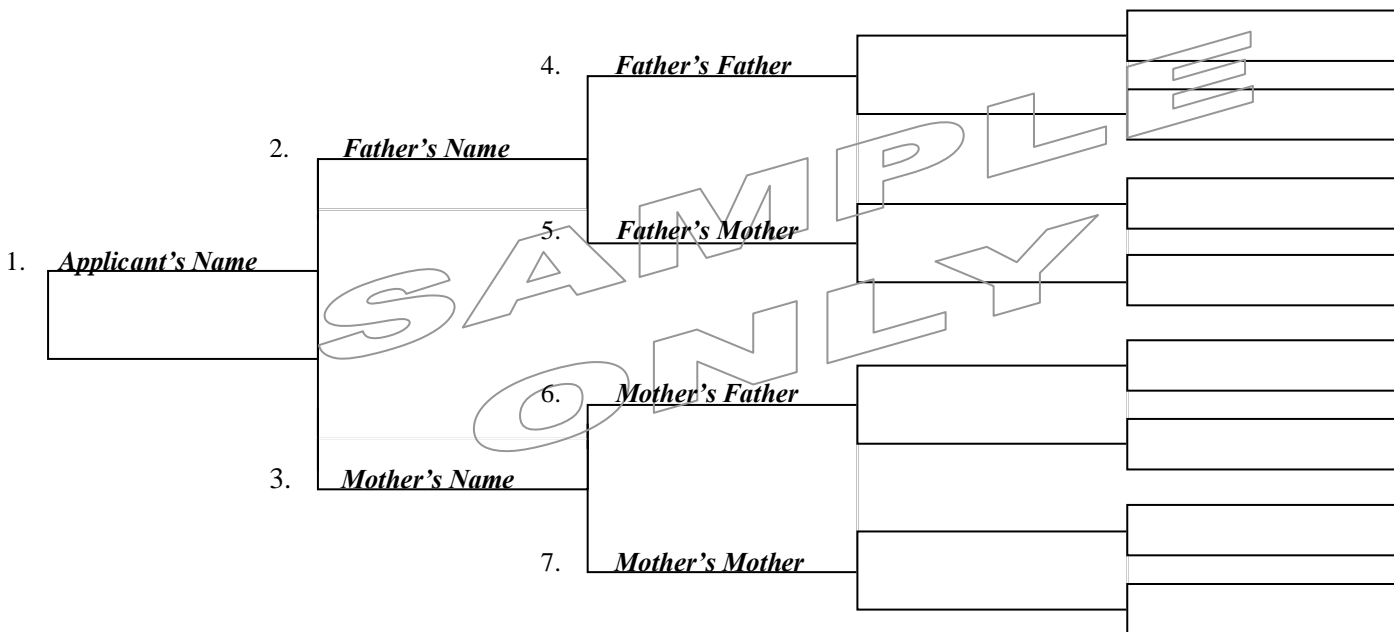 4. Father's Father
2. Father's Name
5. Father's Mother
1. Applicant's Name
6. Mother's Father
3. Mother's Name
7. Mother's Mother
SAMPLE
ONLY